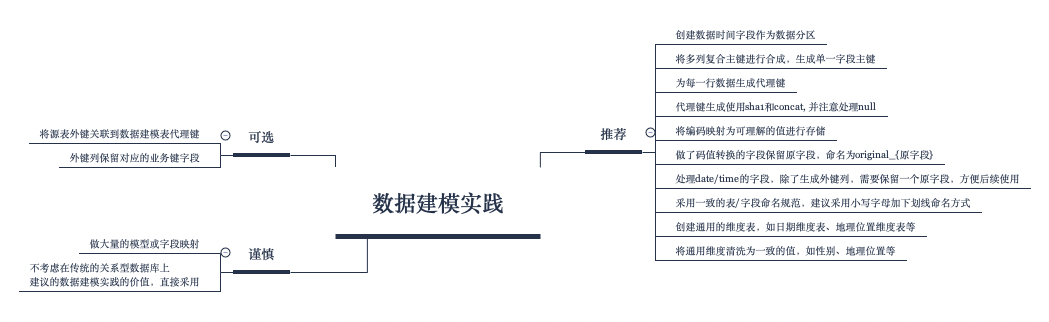 数据建模实践
推荐
创建数据时间字段作为数据分区
将多列复合主键进行合成，生成单一字段主键
为每一行数据生成代理键
代理键生成使用sha1和concat, 并注意处理null
将编码映射为可理解的值进行存储
做了码值转换的字段保留原字段，命名为original_{原字段}
处理date/time的字段，除了生成外键列，需要保留一个原字段，方便后续使用
采用一致的表/字段命名规范，建议采用小写字母加下划线命名方式
创建通用的维度表，如日期维度表、地理位置维度表等
将通用维度清洗为一致的值，如性别、地理位置等
可选
将源表外键关联到数据建模表代理键
外键列保留对应的业务键字段
谨慎
做大量的模型或字段映射
不考虑在传统的关系型数据库上
建议的数据建模实践的价值，直接采用